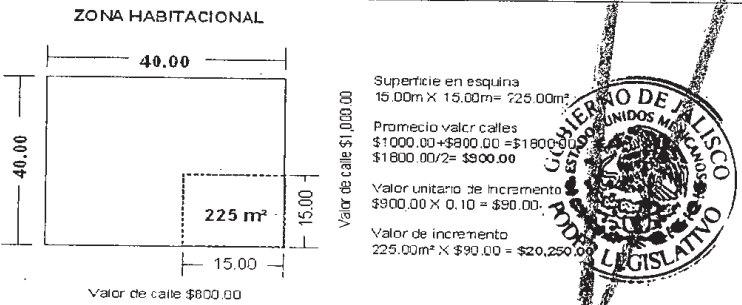 ZONA HABITACIONAL
40.00
40.00
225 m²
15.00
15.00
Valor de calle $800.00
Valor de calle $1,000.00
Superficie en esquina
15.00m X 15.00m= 225.00m²
Promecio valor calles
$1000.00+$800.00 =$1800.00
$1800.00/2= $900.00
Valor unitario de incremento
$900.00 X 0.10 = $90.00
Valor de incremento
225.00m² X $90.00 = $20,250.00
GOBIERNO DE JALISCO
ESTADOS UNIDOS MEXICANOS
PODER LEGISLATIVO